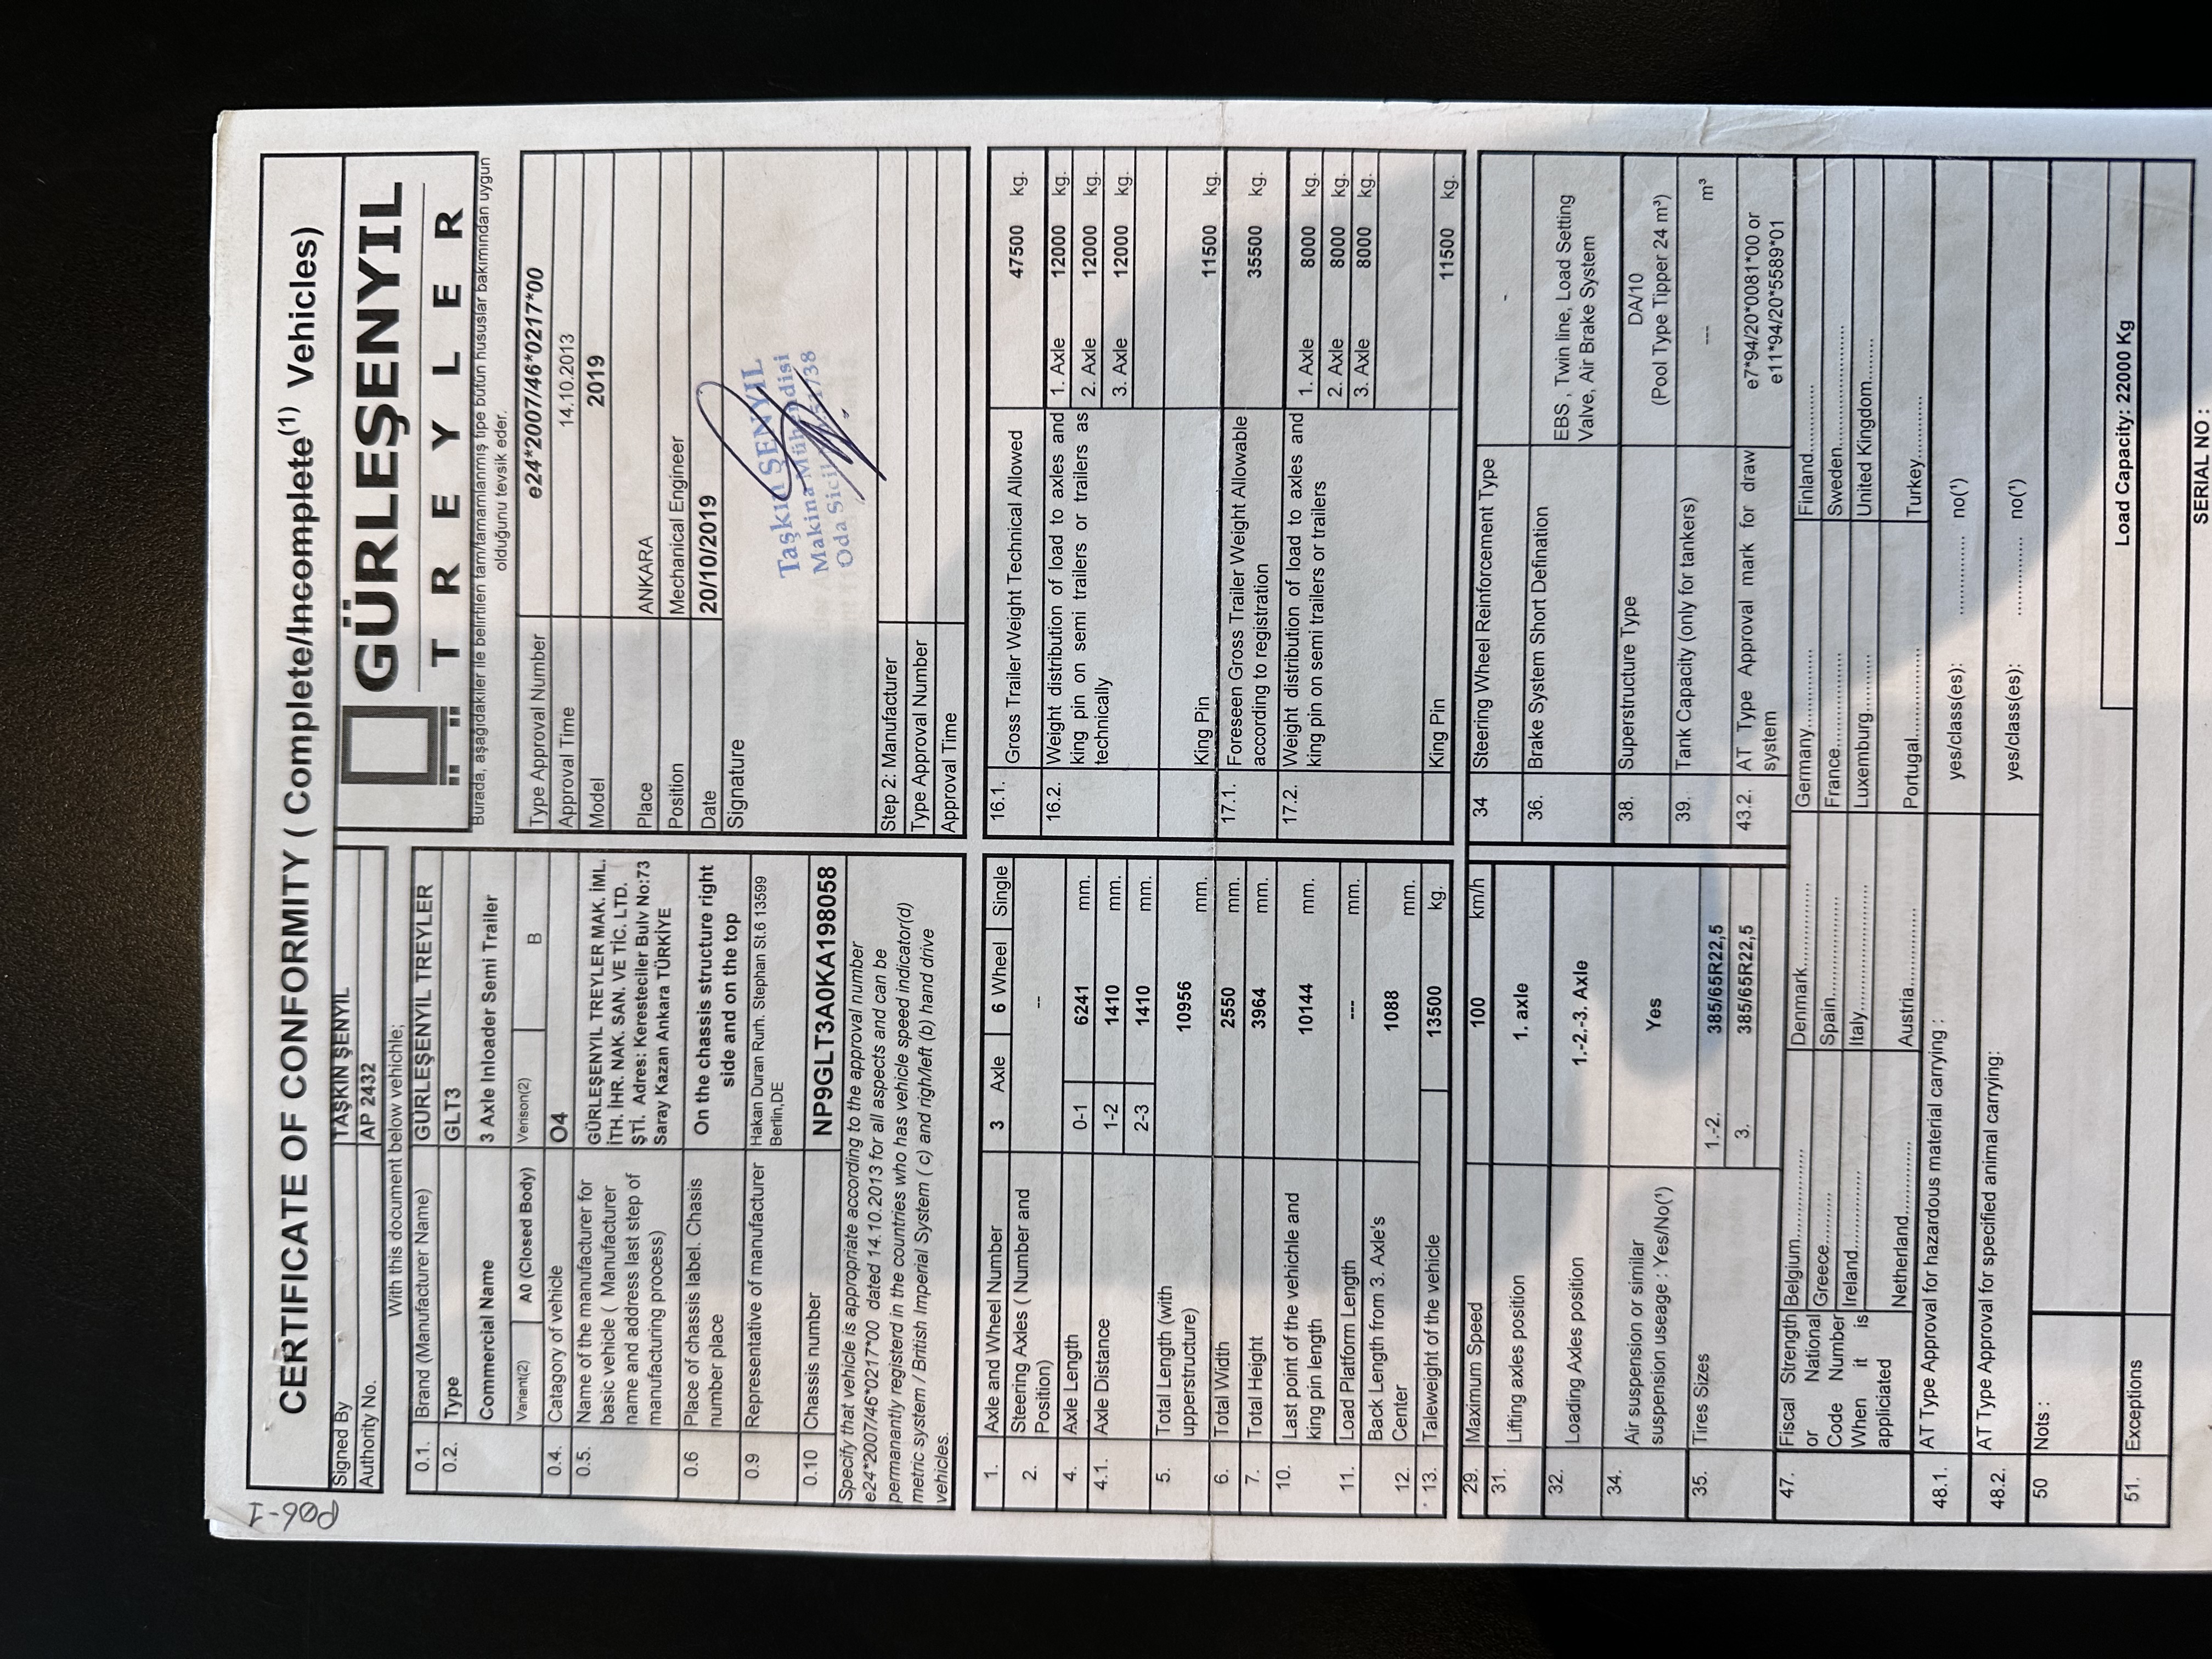 P06-1
CERTIFICATE OF CONFORMITY ( Complete/Incomplete(1) Vehicles)
Signed By TAŞKIN ŞENYIL
Authority No. AP 2432
With this document below vehichle;
0.1. Brand (Manufacturer Name) GÜRLEŞENYIL TREYLER
0.2. Type GLT3
Commercial Name 3 Axle Inloader Semi Trailer
Variant(2) A0 (Closed Body) Verison(2) B
0.4. Catagory of vehicle O4
0.5. Name of the manufacturer for
basic vehicle ( Manufacturer
name and address last step of
manufacturing process)
GÜRLEŞENYIL TREYLER MAK. İML.
İTH. İHR. NAK. SAN. VE TİC. LTD.
ŞTİ. Adres: Keresteciler Bulv No:73
Saray Kazan Ankara TÜRKİYE
0.6 Place of chassis label. Chasis
number place
On the chassis structure right
side and on the top
0.9 Representative of manufacturer
Hakan Duran Rurh. Stephan St.6 13599
Berlin,DE
0.10 Chassis number NP9GLT3A0KA198058
Specify that vehicle is appropriate according to the approval number
e24*2007/46*0217*00 dated 14.10.2013 for all aspects and can be
permanantly registerd in the countries who has vehicle speed indicator(d)
metric system / British Imperial System ( c) and righ/left (b) hand drive
vehicles.
GÜRLEŞENYIL
TREYLER
Burada, aşağıdakiler ile belirtilen tam/tamamlanmış tipe bütün hususlar bakımından uygun
olduğunu tevsik eder.
Type Approval Number e24*2007/46*0217*00
Approval Time 14.10.2013
Model 2019
Place ANKARA
Position Mechanical Engineer
Date 20/10/2019
Signature
Taşkın ŞENYIL
Makina Mühendisi
Oda Sicil
Step 2: Manufacturer
Type Approval Number
Approval Time
1. Axle and Wheel Number 3 Axle 6 Wheel Single
2. Steering Axles ( Number and
Position) --
4. Axle Length 0-1 6241 mm.
4.1. Axle Distance 1-2 1410 mm.
2-3 1410 mm.
5. Total Length (with
upperstructure) 10956 mm.
6. Total Width 2550 mm.
7. Total Height 3964 mm.
10. Last point of the vehichle and
king pin length 10144 mm.
11. Load Platform Length --- mm.
12. Back Length from 3. Axle's
Center 1088 mm.
13. Taleweight of the vehicle 13500 kg.
16.1. Gross Trailer Weight Technical Allowed 47500 kg.
16.2. Weight distribution of load to axles and
king pin on semi trailers or trailers as
technically
1. Axle 12000 kg.
2. Axle 12000 kg.
3. Axle 12000 kg.
King Pin 11500 kg.
17.1. Foreseen Gross Trailer Weight Allowable
according to registration 35500 kg.
17.2. Weight distribution of load to axles and
king pin on semi trailers or trailers
1. Axle 8000 kg.
2. Axle 8000 kg.
3. Axle 8000 kg.
King Pin 11500 kg.
29. Maximum Speed 100 km/h
31. Lifting axles position 1. axle
32. Loading Axles position 1.-2.-3. Axle
34. Air suspension or similar
suspension useage : Yes/No(¹) Yes
35. Tires Sizes 1.-2. 385/65R22,5
3. 385/65R22,5
34 Steering Wheel Reinforcement Type -
36. Brake System Short Defination
EBS , Twin line, Load Setting
Valve, Air Brake System
38. Superstructure Type DA/10
(Pool Type Tipper 24 m³)
39. Tank Capacity (only for tankers) --- m³
43.2. AT Type Approval mark for draw
system
e7*94/20*0081*00 or
e11*94/20*5589*01
47. Fiscal Strength
or National
Code Number
When it is
appliciated
Belgium............... Denmark............... Germany............... Finland...............
Greece............... Spain............... France............... Sweden...............
Ireland............... Italy............... Luxemburg............... United Kingdom...............
Netherland............... Austria............... Portugal............... Turkey...............
48.1. AT Type Approval for hazardous material carrying : yes/class(es): ............... no(¹)
48.2. AT Type Approval for specified animal carrying: yes/class(es): ............... no(¹)
50 Nots :
51. Exceptions
Load Capacity: 22000 Kg
SERIAL NO :